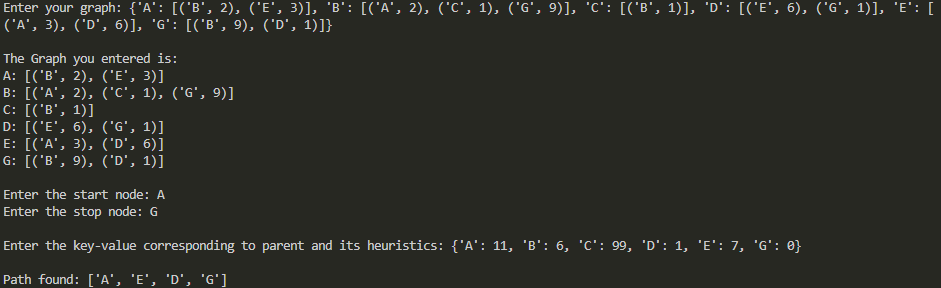 Enter your graph: {'A': [('B', 2), ('E', 3)], 'B': [('A', 2), ('C', 1), ('G', 9)], 'C': [('B', 1)], 'D': [('E', 6), ('G', 1)], 'E': [
('A', 3), ('D', 6)], 'G': [('B', 9), ('D', 1)]}
The Graph you entered is:
A: [('B', 2), ('E', 3)]
B: [('A', 2), ('C', 1), ('G', 9)]
C: [('B', 1)]
D: [('E', 6), ('G', 1)]
E: [('A', 3), ('D', 6)]
G: [('B', 9), ('D', 1)]
Enter the start node: A
Enter the stop node: G
Enter the key-value corresponding to parent and its heuristics: {'A': 11, 'B': 6, 'C': 99, 'D': 1, 'E': 7, 'G': 0}
Path found: ['A', 'E', 'D', 'G']